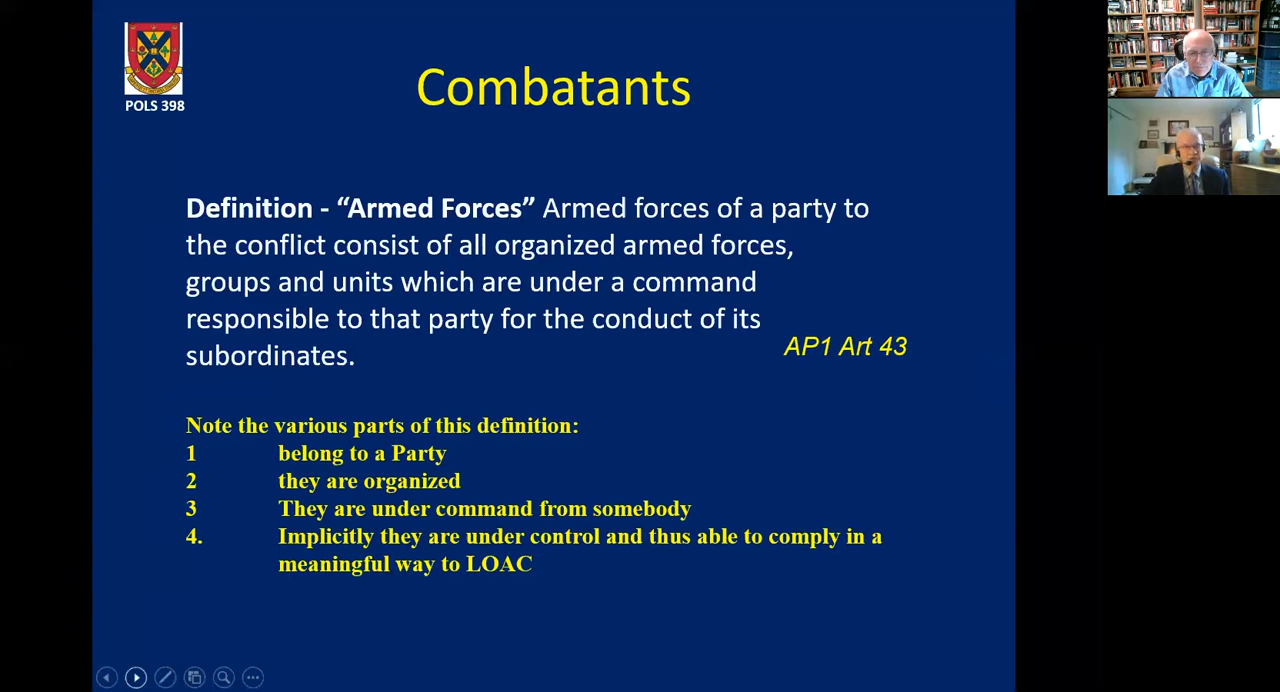 POLS 398
Combatants
Definition - “Armed Forces” Armed forces of a party to
the conflict consist of all organized armed forces,
groups and units which are under a command
responsible to that party for the conduct of its
subordinates.
AP1 Art 43
Note the various parts of this definition:
1 belong to a Party
2 they are organized
3 They are under command from somebody
4. Implicitly they are under control and thus able to comply in a
meaningful way to LOAC